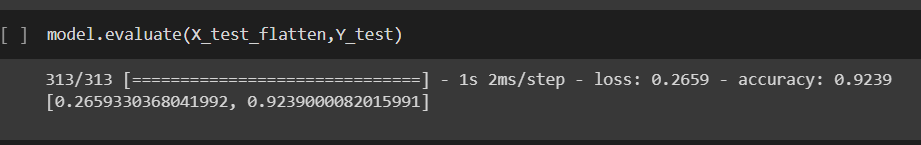 [ ] model.evaluate(X_test_flatten,Y_test)
313/313 [==============================] - 1s 2ms/step - loss: 0.2659 - accuracy: 0.9239
[0.2659330368041992, 0.9239000082015991]